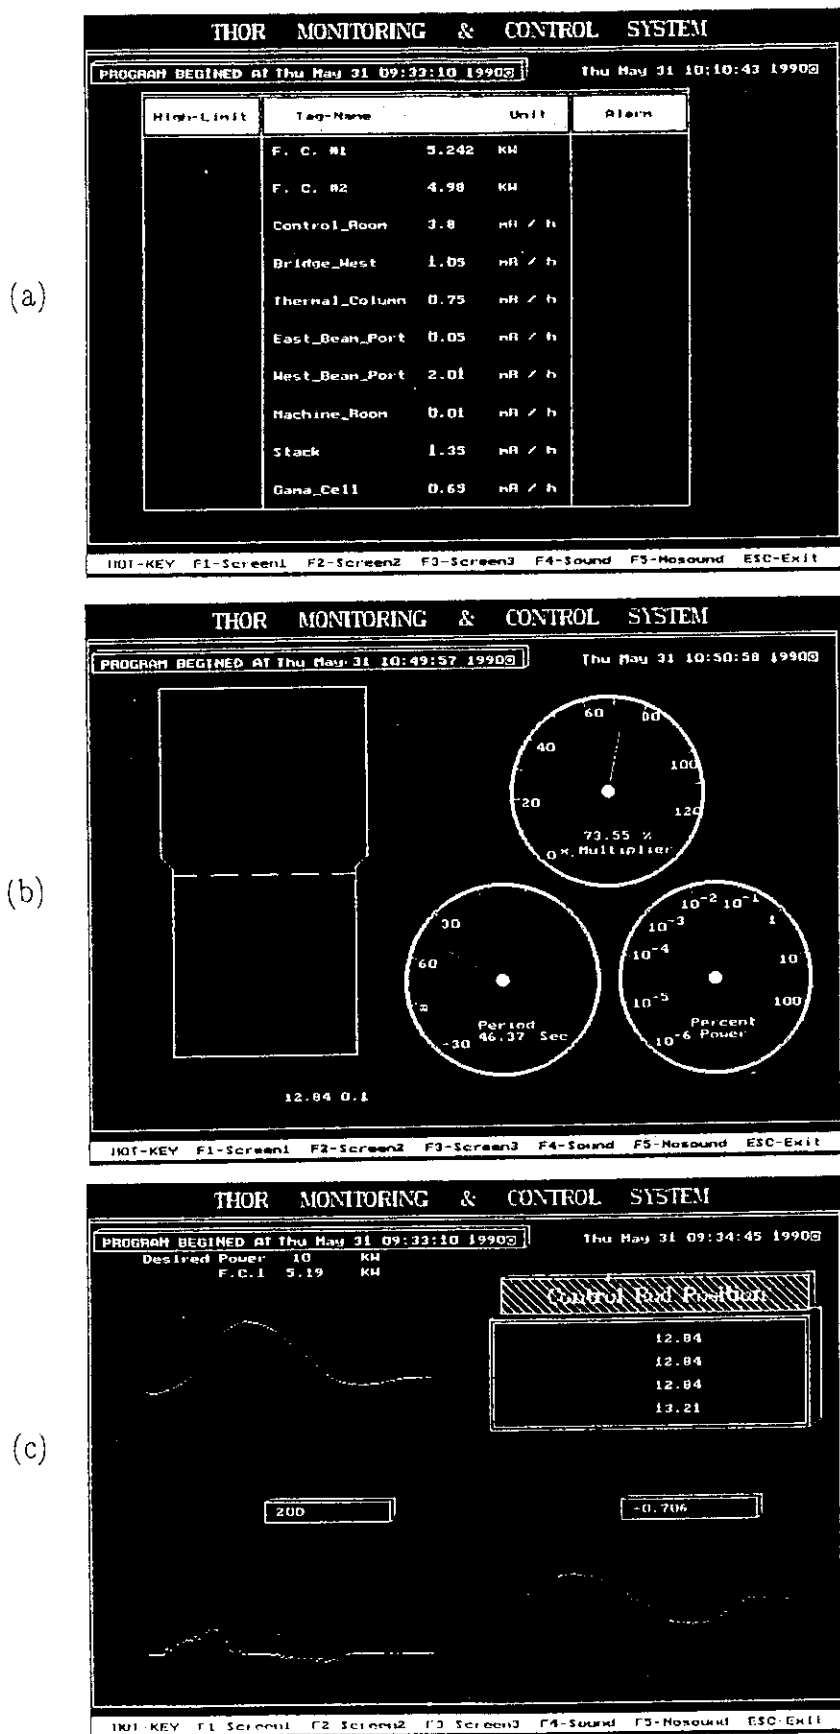 THOR MONITORING & CONTROL SYSTEM
PROGRAM BEGINED At Thu May 31 09:33:10 1990 Thu May 31 10:10:43 1990
High-Limit Tag-Name Unit Alarm
F. C. #1 5.242 KW
F. C. #2 4.98 KW
Control_Room 3.8 mR / h
Bridge_West 1.05 mR / h
(a)
Thermal_Column 0.75 mR / h
East_Beam_Port 0.05 mR / h
West_Beam_Port 2.01 mR / h
Machine_Room 0.01 mR / h
Stack 1.35 mR / h
Gama_Cell 0.69 mR / h
HOT-KEY F1-Screen1 F2-Screen2 F3-Screen3 F4-Sound F5-Nosound ESC-Exit
THOR MONITORING & CONTROL SYSTEM
PROGRAM BEGINED At Thu May 31 10:49:57 1990 Thu May 31 10:50:58 1990
60 80
40 100
20 120
73.55 %
0 x Multiplier
(b)
30 10-2 10-1
10-3 1
60 10-4 10
10-5 100
Period Percent
-30 46.37 Sec 10-6 Power
12.84
HOT-KEY F1-Screen1 F2-Screen2 F3-Screen3 F4-Sound F5-Nosound ESC-Exit
THOR MONITORING & CONTROL SYSTEM
PROGRAM BEGINED At Thu May 31 09:33:10 1990 Thu May 31 09:34:45 1990
Desired Power 10 KW
F.C.1 5.19 KW
Control Rod Position
12.84
12.84
12.84
13.21
(c)
200 -0.706
HOT-KEY F1 Screen1 F2 Screen2 F3 Screen3 F4-Sound F5-Nosound ESC-Exit